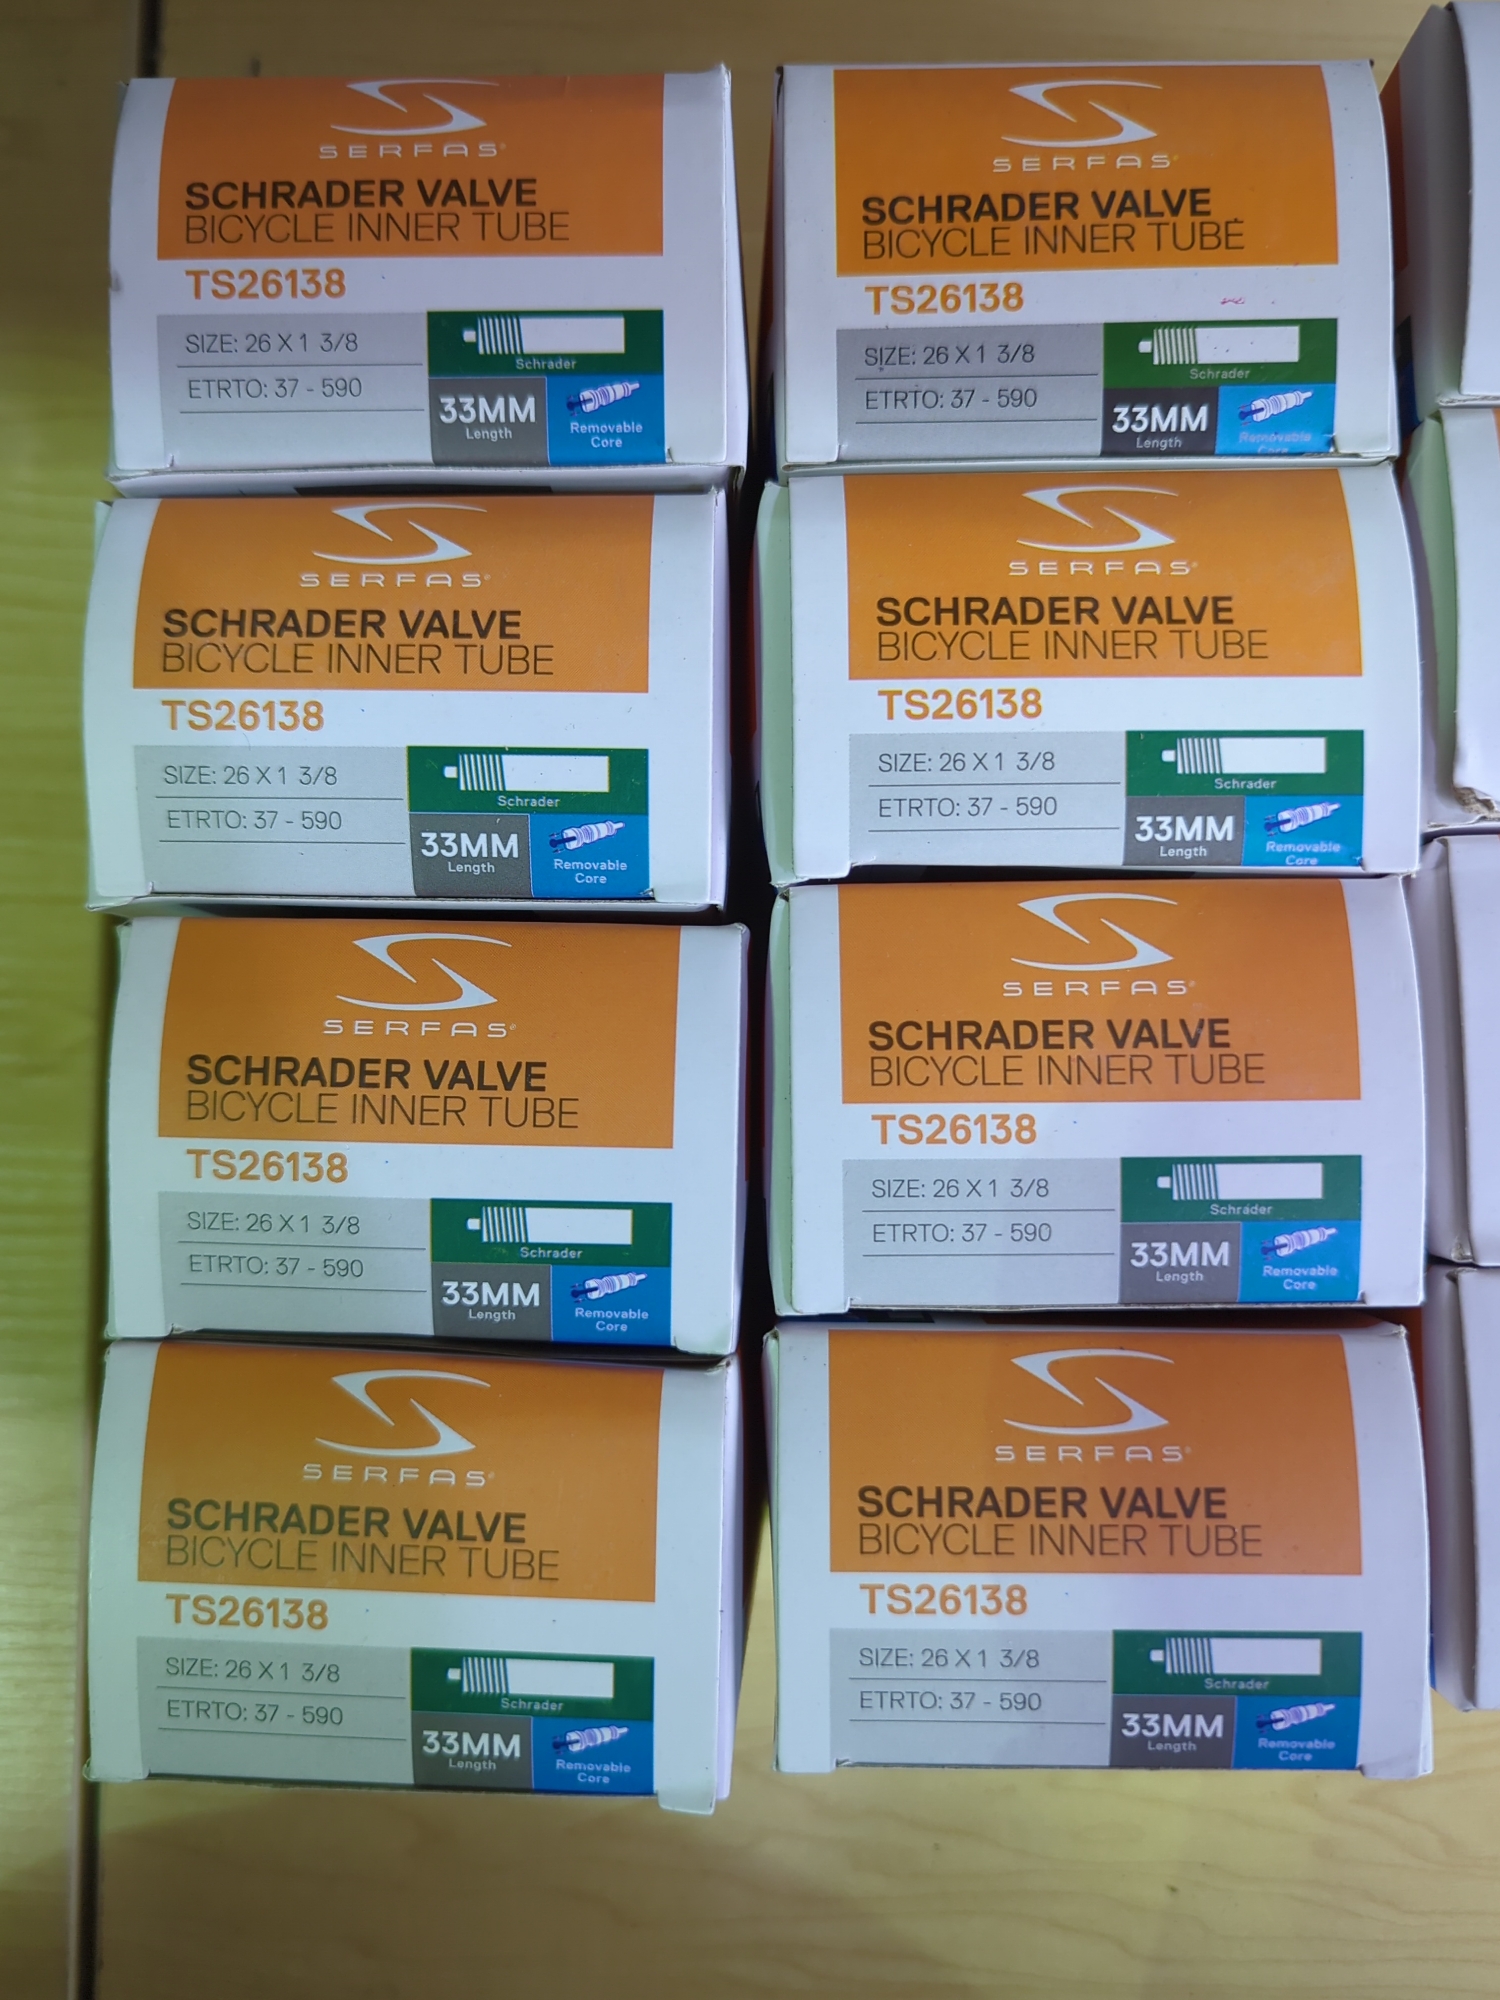 SERFAS
SCHRADER VALVE
BICYCLE INNER TUBE
TS26138
SIZE: 26 X 1 3/8
ETRTO: 37 - 590
Schrader
33MM
Length
Removable
Core
SERFAS
SCHRADER VALVE
BICYCLE INNER TUBE
TS26138
SIZE: 26 X 1 3/8
ETRTO: 37 - 590
Schrader
33MM
Length
Removable
Core
SERFAS
SCHRADER VALVE
BICYCLE INNER TUBE
TS26138
SIZE: 26 X 1 3/8
ETRTO: 37 - 590
Schrader
33MM
Length
Removable
Core
SERFAS
SCHRADER VALVE
BICYCLE INNER TUBE
TS26138
SIZE: 26 X 1 3/8
ETRTO: 37 - 590
Schrader
33MM
Length
Removable
Core
SERFAS
SCHRADER VALVE
BICYCLE INNER TUBE
TS26138
SIZE: 26 X 1 3/8
ETRTO: 37 - 590
Schrader
33MM
Length
Removable
Core
SERFAS
SCHRADER VALVE
BICYCLE INNER TUBE
TS26138
SIZE: 26 X 1 3/8
ETRTO: 37 - 590
Schrader
33MM
Length
Removable
Core
SERFAS
SCHRADER VALVE
BICYCLE INNER TUBE
TS26138
SIZE: 26 X 1 3/8
ETRTO: 37 - 590
Schrader
33MM
Length
Removable
Core
SERFAS
SCHRADER VALVE
BICYCLE INNER TUBE
TS26138
SIZE: 26 X 1 3/8
ETRTO: 37 - 590
Schrader
33MM
Length
Removable
Core